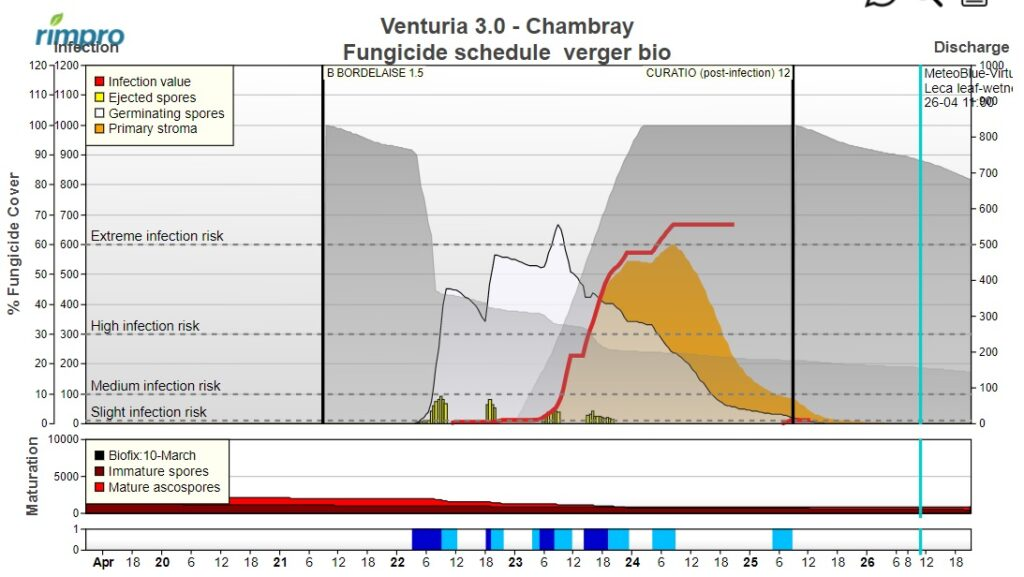 rimpro
Venturia 3.0 - Chambray
Fungicide schedule verger bio
Infection
Discharge
120 1200
110 1100
100 1000
90 900
80 800
70 700
60 600
50 500
40 400
30 300
20 200
10 100
0 0
% Fungicide Cover
Infection value
Ejected spores
Germinating spores
Primary stroma
B BORDELAISE 1.5
CURATIO (post-infection) 12
MeteoBlue-Virtu
Leca leaf-wetne
26-04 11:00
Extreme infection risk
High infection risk
Medium infection risk
Slight infection risk
1000
900
800
700
600
500
400
300
200
100
0
Maturation
10000
5000
0
Biofix:10-March
Immature spores
Mature ascospores
1
0
Apr 18 20 6 12 18 21 6 12 18 22 6 12 18 23 6 12 18 24 6 12 18 25 6 12 18 26 6 8 12 18